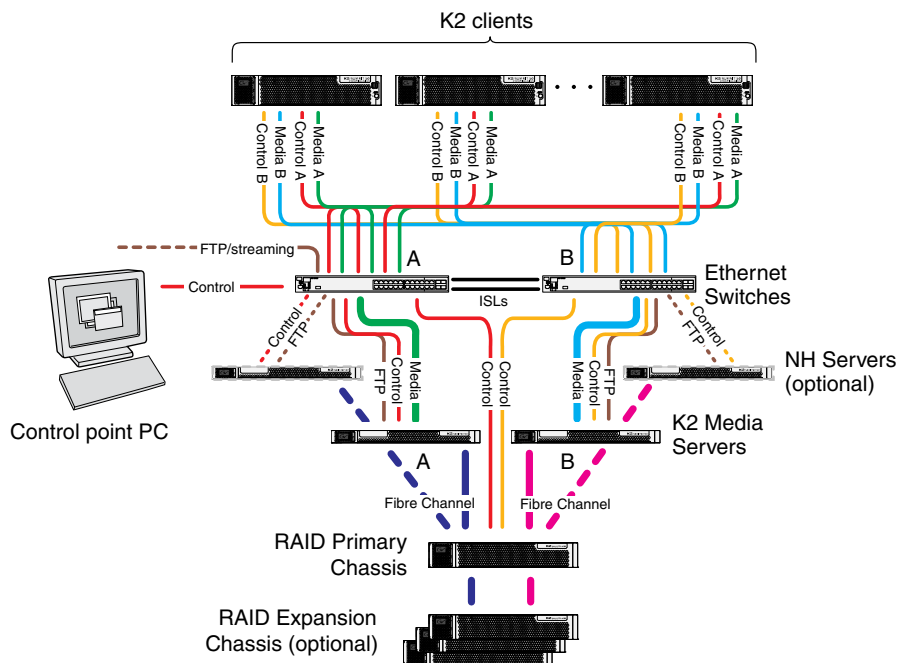 K2 clients
Control B
Media B
Control A
Media A
Control B
Media B
Control A
Media A
Control B
Media B
Control A
Media A
FTP/streaming
A
B
Ethernet
Switches
Control
ISLs
Control
FTP
FTP
Control
Media
Control
Control
Media
Control
FTP
FTP
Control
NH Servers
(optional)
Control point PC
K2 Media
Servers
A
B
Fibre Channel
Fibre Channel
RAID Primary
Chassis
RAID Expansion
Chassis (optional)